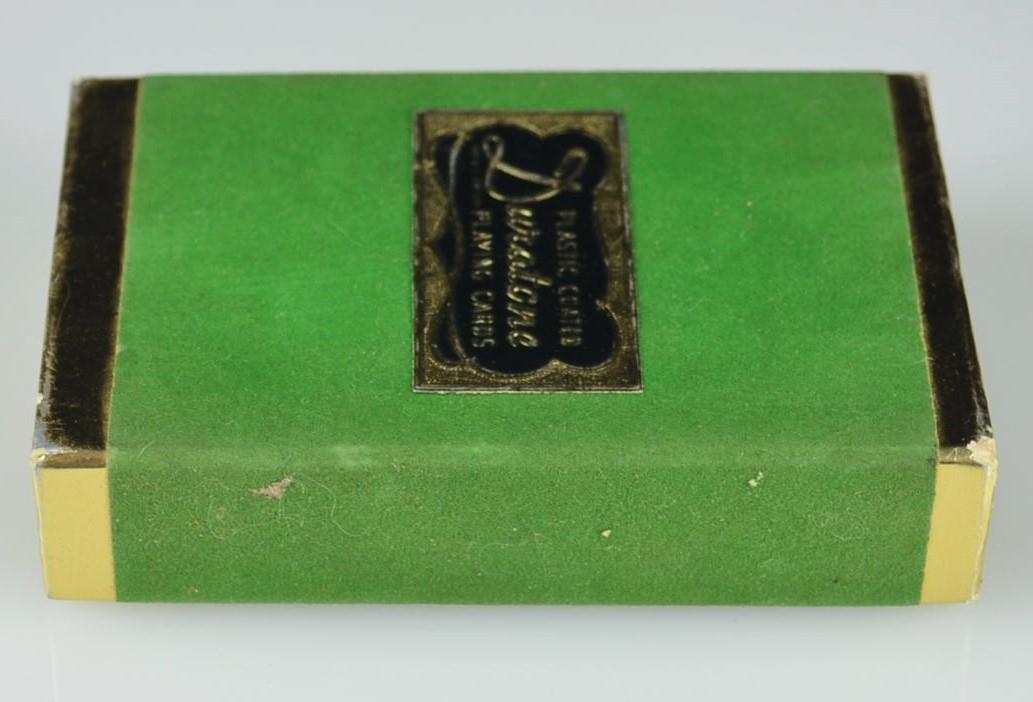 PLASTIC COATED
Duratone
PLAYING CARDS